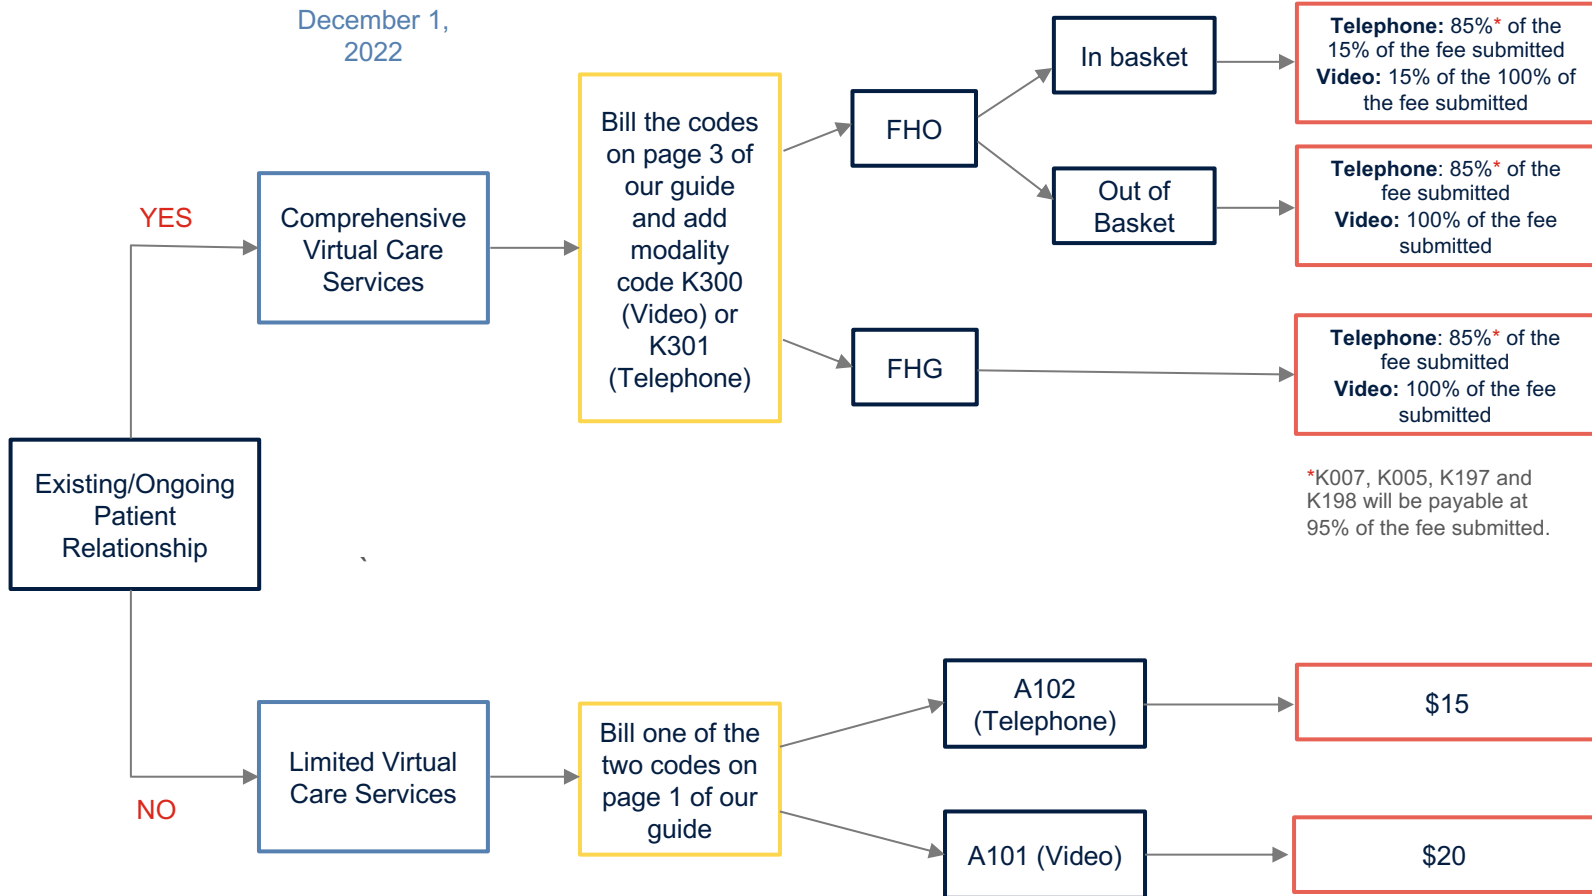 December 1,
2022
YES
Comprehensive
Virtual Care
Services
Bill the codes
on page 3 of
our guide
and add
modality
code K300
(Video) or
K301
(Telephone)
FHO
In basket
Telephone: 85%* of the
15% of the fee submitted
Video: 15% of the 100% of
the fee submitted
Out of
Basket
Telephone: 85%* of the
fee submitted
Video: 100% of the fee
submitted
FHG
Telephone: 85%* of the
fee submitted
Video: 100% of the fee
submitted
*K007, K005, K197 and
K198 will be payable at
95% of the fee submitted.
Existing/Ongoing
Patient
Relationship
`
NO
Limited Virtual
Care Services
Bill one of the
two codes on
page 1 of our
guide
A102
(Telephone)
$15
A101 (Video)
$20